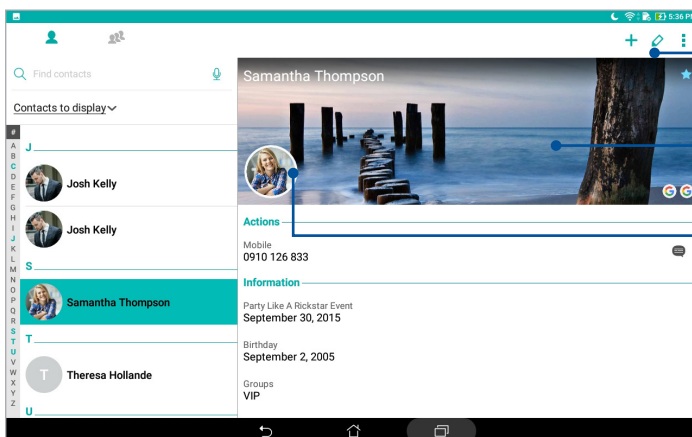 5:36 PM
Find contacts
Contacts to display
#
A
B
C
D
E
F
G
H
I
J
K
L
M
N
O
P
Q
R
S
T
U
V
W
X
Y
Z
J
Josh Kelly
Josh Kelly
S
Samantha Thompson
T
T
Theresa Hollande
U
Samantha Thompson
G G
Actions
Mobile
0910 126 833
Information
Party Like A Rickstar Event
September 30, 2015
Birthday
September 2, 2005
Groups
VIP